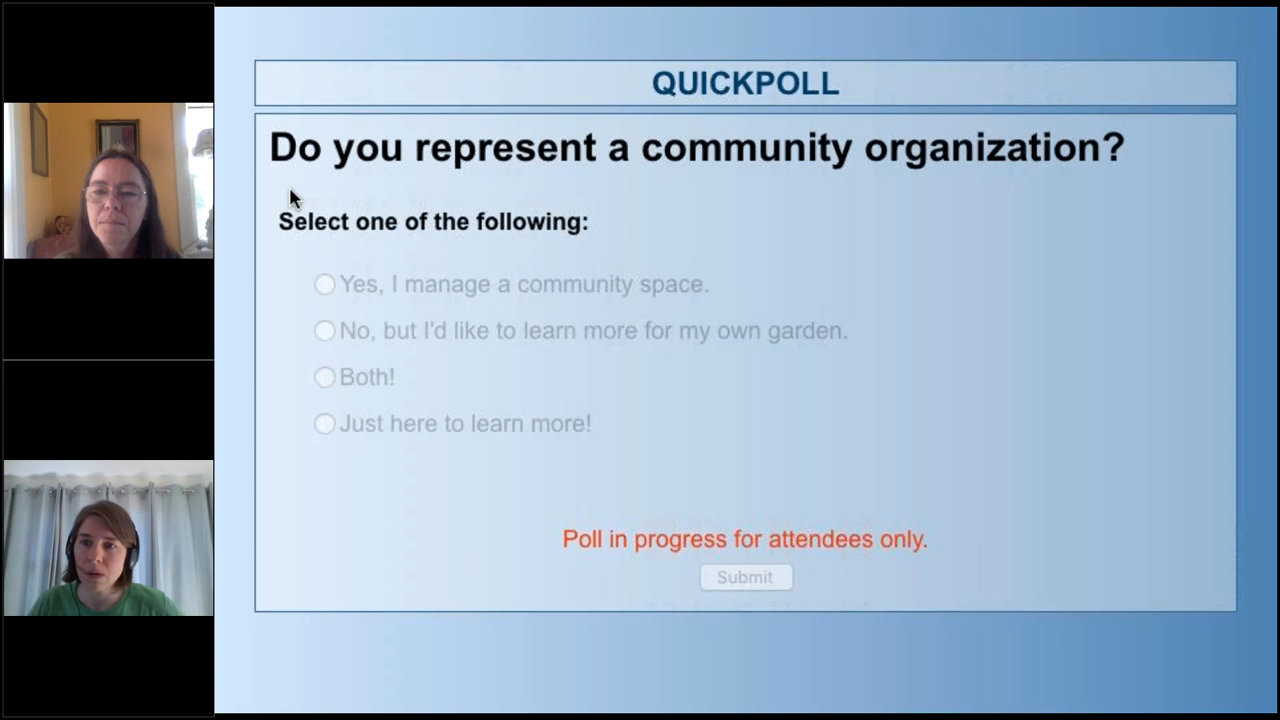 QUICKPOLL
Do you represent a community organization?
Select one of the following:
Yes, I manage a community space.
No, but I'd like to learn more for my own garden.
Both!
Just here to learn more!
Poll in progress for attendees only.
Submit